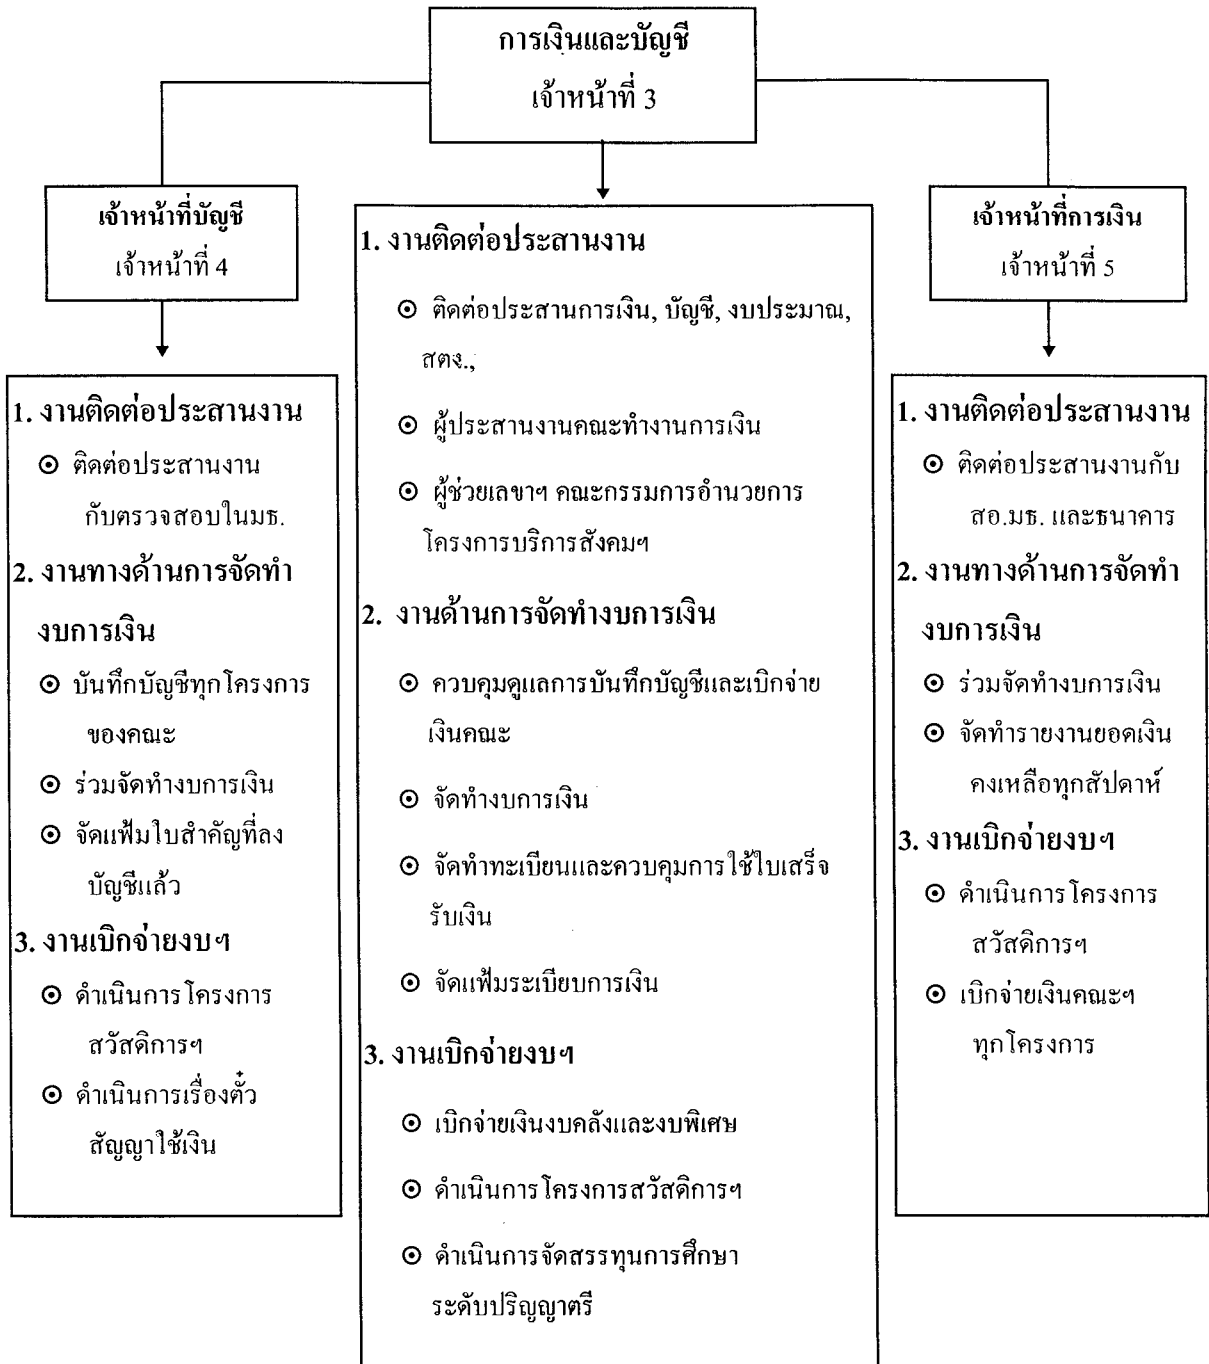 การเงินและบัญชี
เจ้าหน้าที่ 3
เจ้าหน้าที่บัญชี
เจ้าหน้าที่ 4
1. งานติดต่อประสานงาน
⊙ ติดต่อประสานงาน
กับตรวจสอบในมธ.
2. งานทางด้านการจัดทำ
งบการเงิน
⊙ บันทึกบัญชีทุกโครงการ
ของคณะ
⊙ ร่วมจัดทำงบการเงิน
⊙ จัดแฟ้มใบสำคัญที่ลง
บัญชีแล้ว
3. งานเบิกจ่ายงบฯ
⊙ ดำเนินการโครงการ
สวัสดิการฯ
⊙ ดำเนินการเรื่องตั๋ว
สัญญาใช้เงิน
1. งานติดต่อประสานงาน
⊙ ติดต่อประสานการเงิน, บัญชี, งบประมาณ,
สตง.,
⊙ ผู้ประสานงานคณะทำงานการเงิน
⊙ ผู้ช่วยเลขาฯ คณะกรรมการอำนวยการ
โครงการบริการสังคมฯ
2. งานด้านการจัดทำงบการเงิน
⊙ ควบคุมดูแลการบันทึกบัญชีและเบิกจ่าย
เงินคณะ
⊙ จัดทำงบการเงิน
⊙ จัดทำทะเบียนและควบคุมการใช้ใบเสร็จ
รับเงิน
⊙ จัดแฟ้มระเบียบการเงิน
3. งานเบิกจ่ายงบฯ
⊙ เบิกจ่ายเงินงบคลังและงบพิเศษ
⊙ ดำเนินการโครงการสวัสดิการฯ
⊙ ดำเนินการจัดสรรทุนการศึกษา
ระดับปริญญาตรี
เจ้าหน้าที่การเงิน
เจ้าหน้าที่ 5
1. งานติดต่อประสานงาน
⊙ ติดต่อประสานงานกับ
สอ.มธ. และธนาคาร
2. งานทางด้านการจัดทำ
งบการเงิน
⊙ ร่วมจัดทำงบการเงิน
⊙ จัดทำรายงานยอดเงิน
คงเหลือทุกสัปดาห์
3. งานเบิกจ่ายงบฯ
⊙ ดำเนินการโครงการ
สวัสดิการฯ
⊙ เบิกจ่ายเงินคณะฯ
ทุกโครงการ